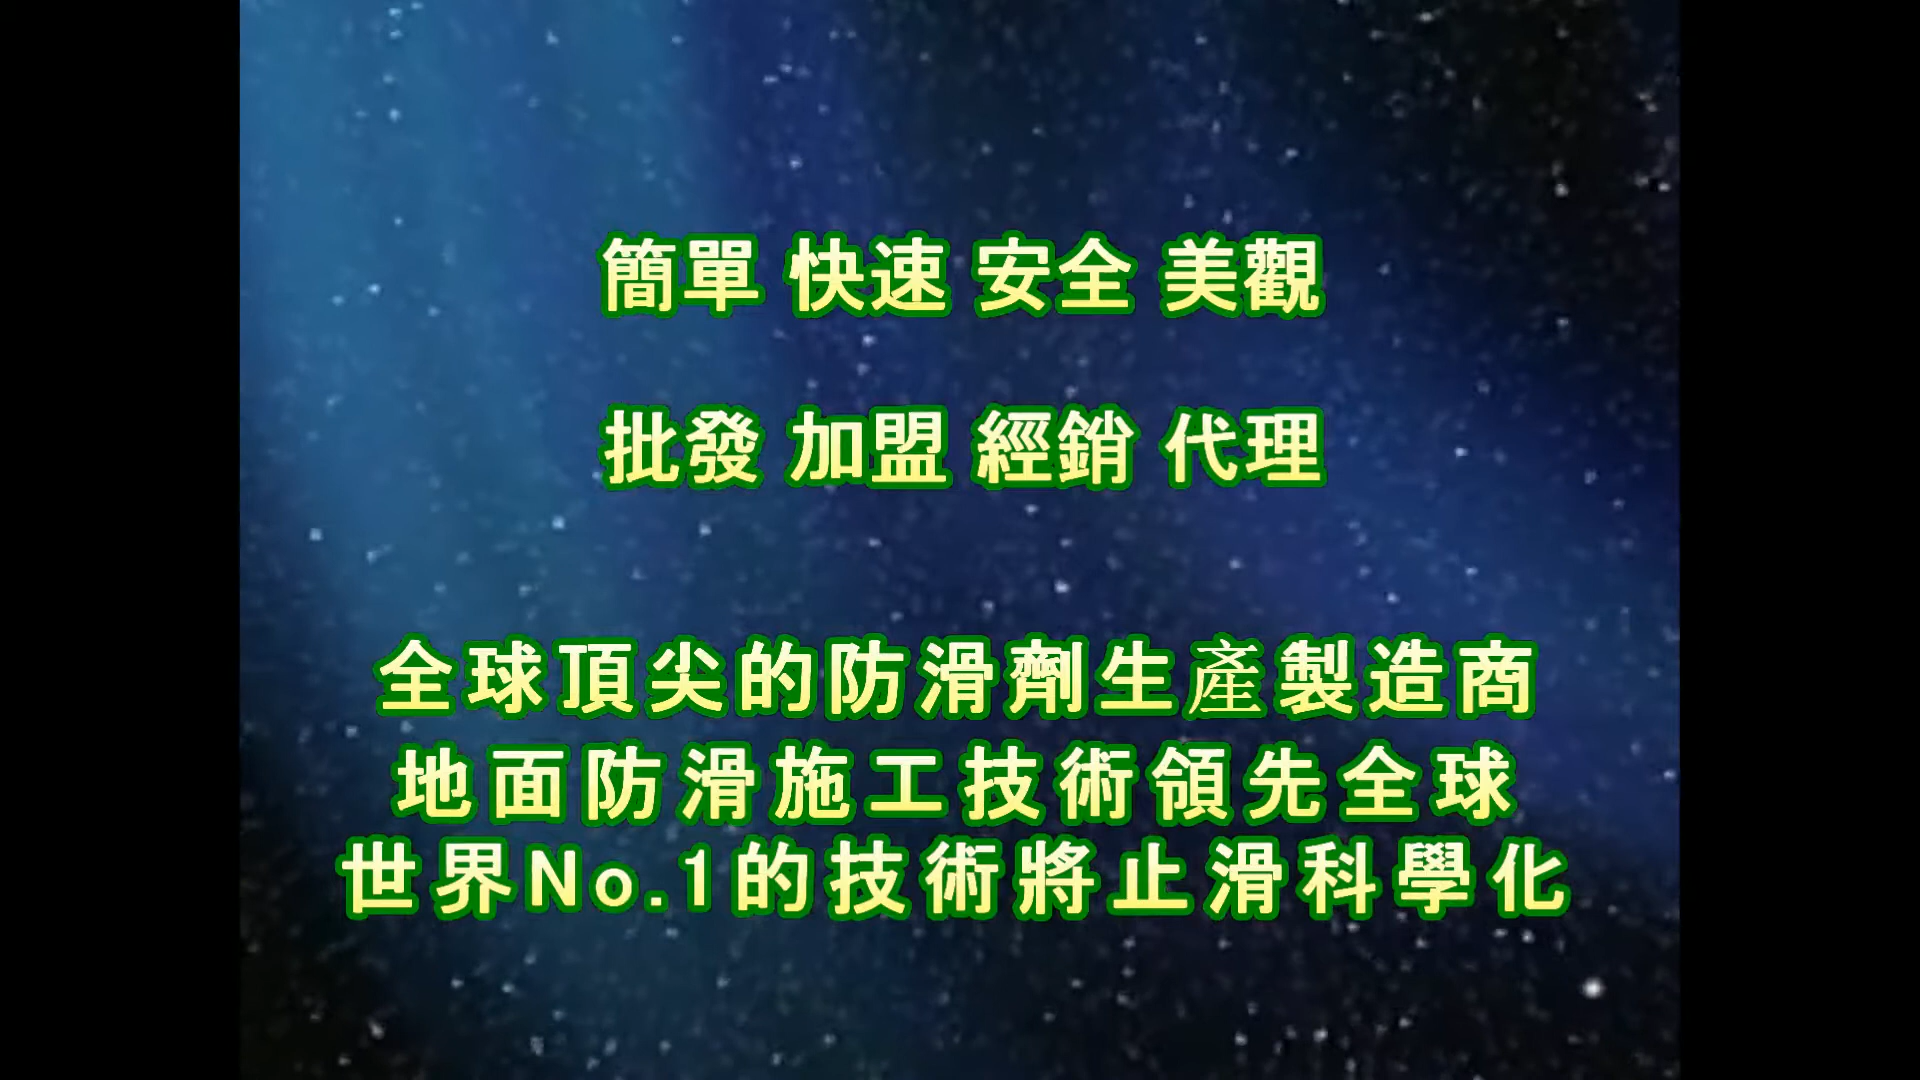 簡單 快速 安全 美觀
批發 加盟 經銷 代理
全球頂尖的防滑劑生產製造商
地面防滑施工技術領先全球
世界No.1的技術將止滑科學化